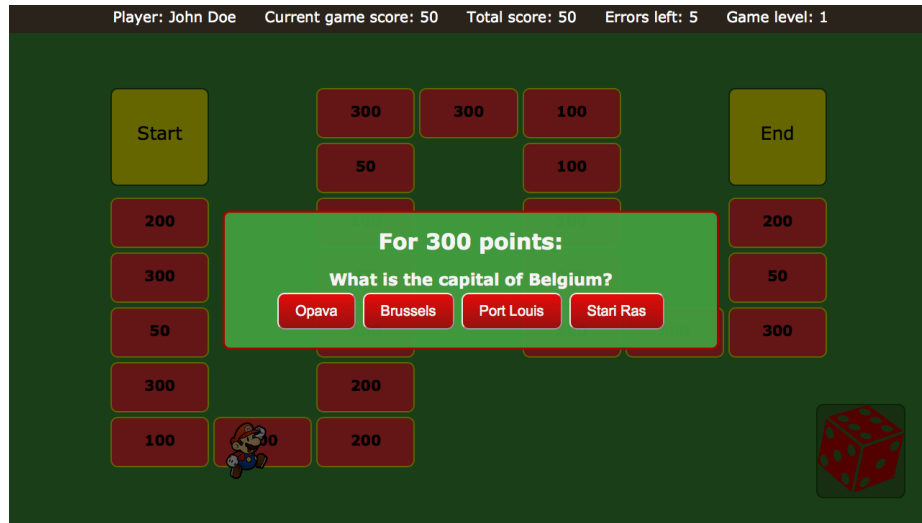 Player: John Doe Current game score: 50 Total score: 50 Errors left: 5 Game level: 1
300 300 100
Start End
50 100
200 200
For 300 points:
300 What is the capital of Belgium? 50
Opava Brussels Port Louis Stari Ras
50 300
300 200
100 200